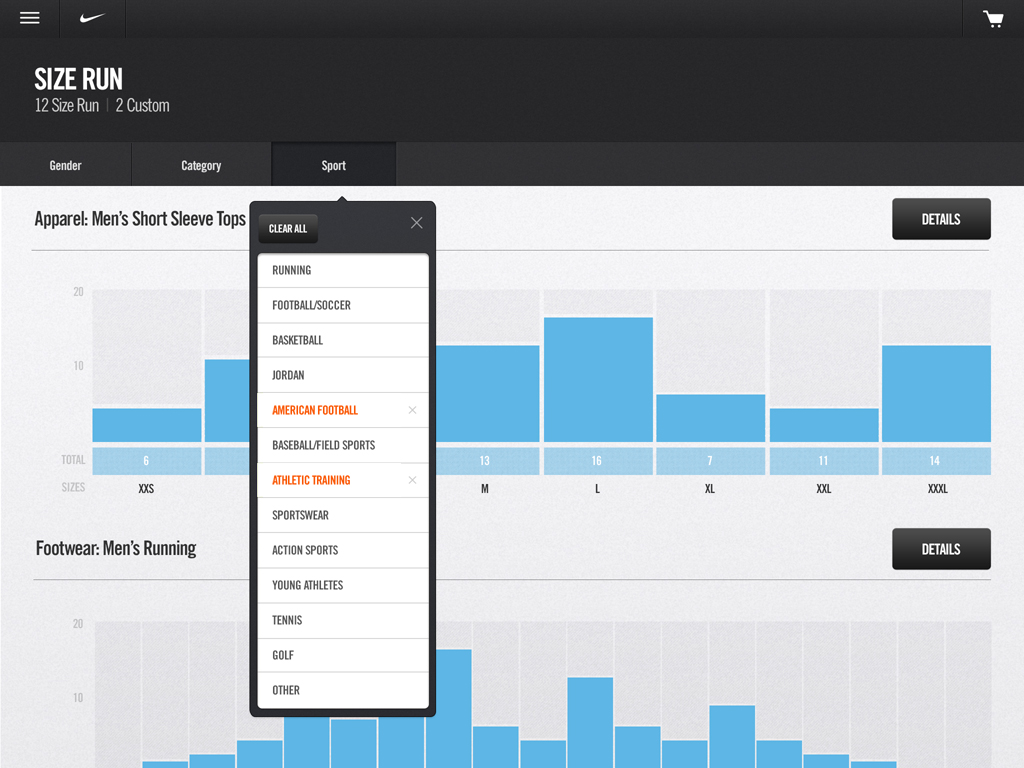 SIZE RUN
12 Size Run | 2 Custom
Gender
Category
Sport
Apparel: Men's Short Sleeve Tops
DETAILS
CLEAR ALL
RUNNING
FOOTBALL/SOCCER
BASKETBALL
JORDAN
AMERICAN FOOTBALL
BASEBALL/FIELD SPORTS
ATHLETIC TRAINING
SPORTSWEAR
ACTION SPORTS
YOUNG ATHLETES
TENNIS
GOLF
OTHER
20
10
TOTAL 6 13 16 7 11 14
SIZES XXS M L XL XXL XXXL
Footwear: Men's Running
DETAILS
20
10